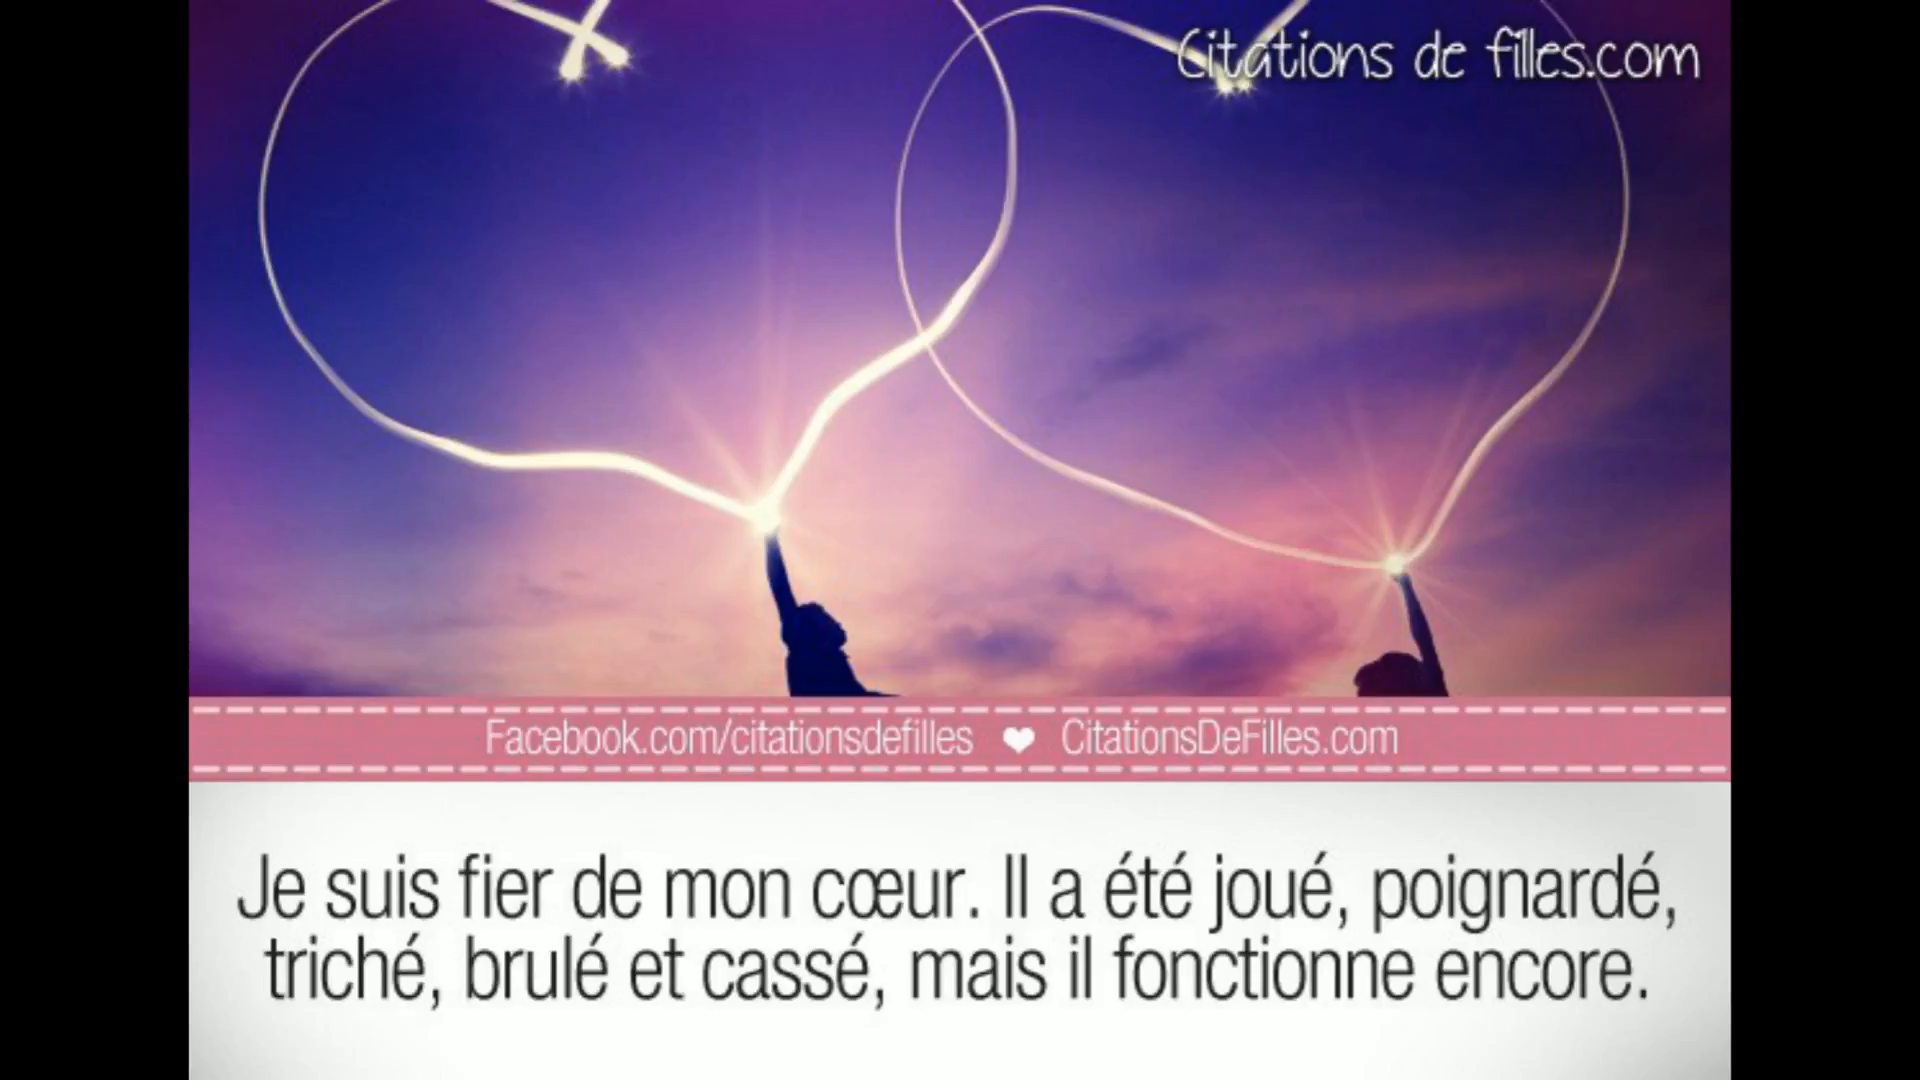 Citations de filles.com
Facebook.com/citationsdefilles ❤ CitationsDeFilles.com
Je suis fier de mon cœur. Il a été joué, poignardé,
triché, brulé et cassé, mais il fonctionne encore.